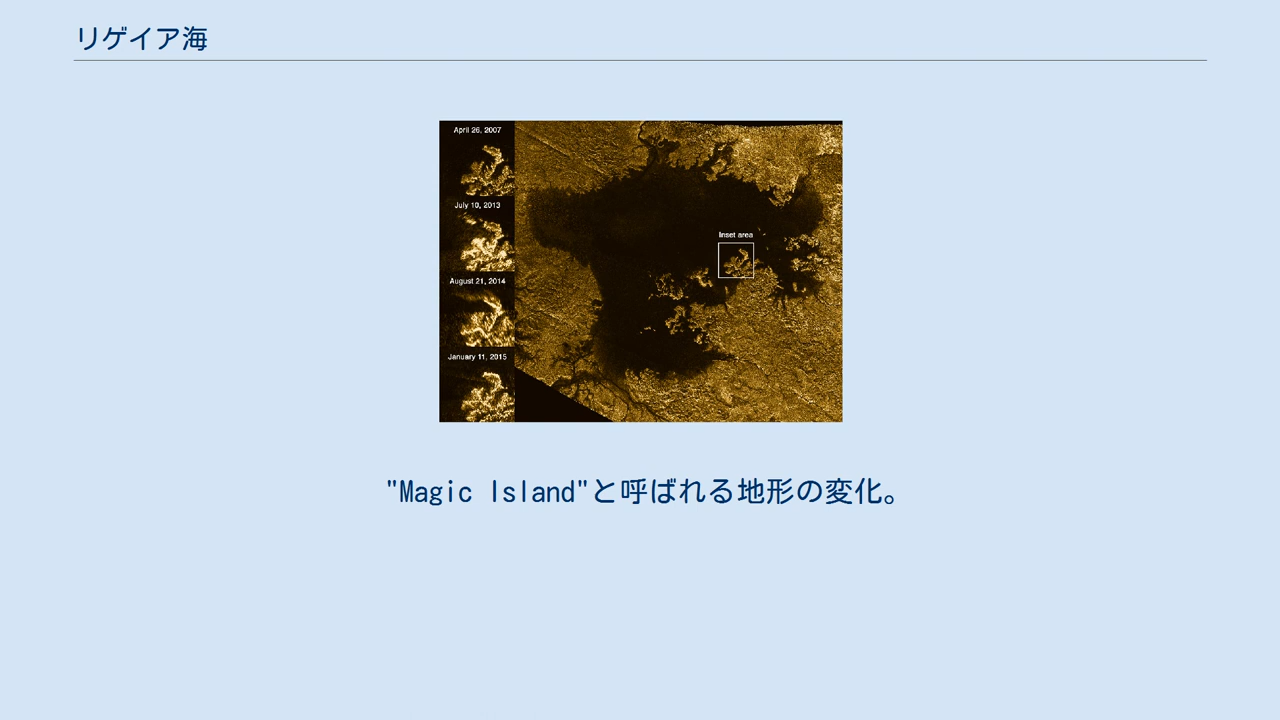 リゲイア海
April 26, 2007
July 10, 2013
August 21, 2014
January 11, 2015
Inset area
"Magic Island"と呼ばれる地形の変化。